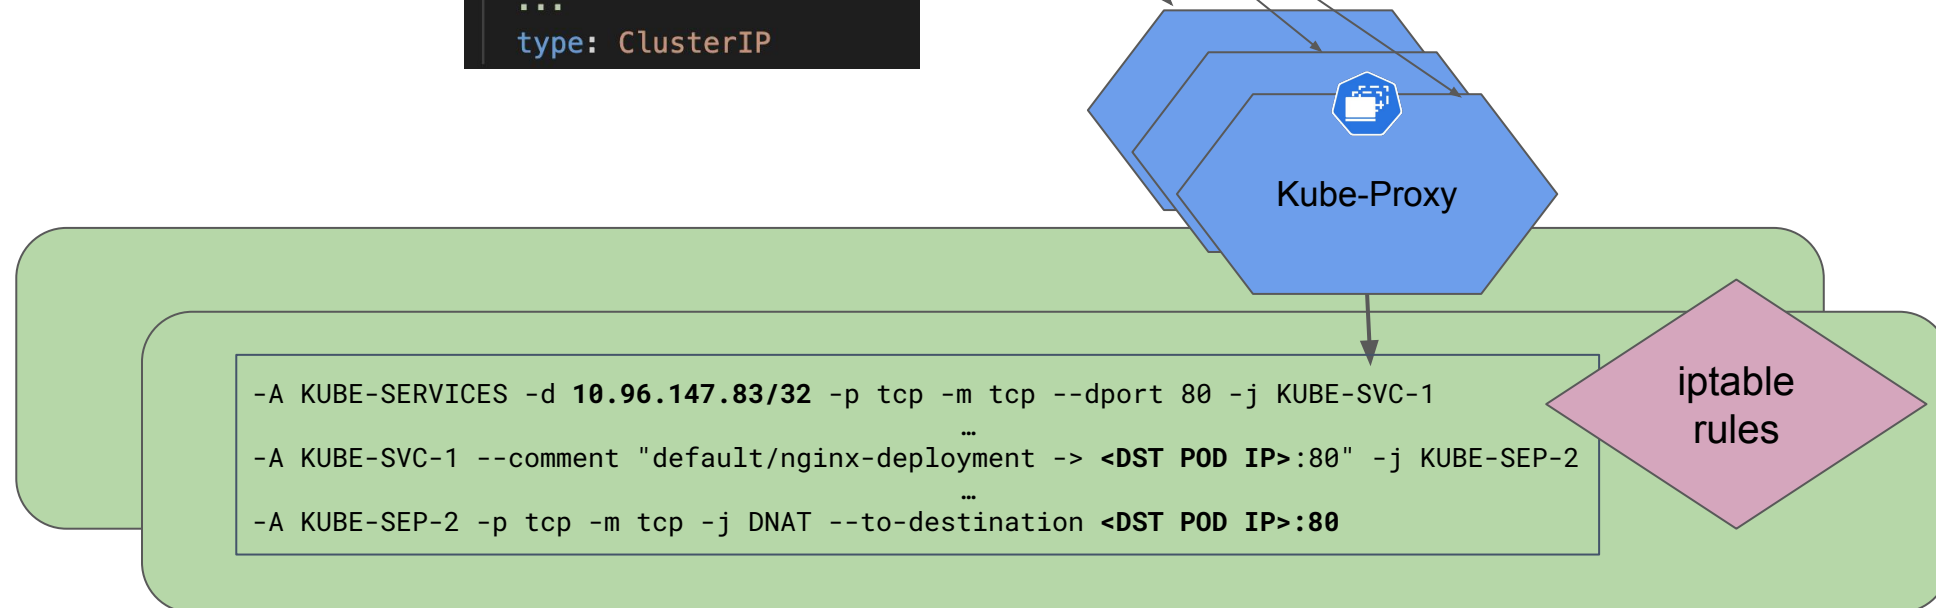 ...
type: ClusterIP
Kube-Proxy
-A KUBE-SERVICES -d 10.96.147.83/32 -p tcp -m tcp --dport 80 -j KUBE-SVC-1
…
-A KUBE-SVC-1 --comment "default/nginx-deployment -> <DST POD IP>:80" -j KUBE-SEP-2
…
-A KUBE-SEP-2 -p tcp -m tcp -j DNAT --to-destination <DST POD IP>:80
iptable
rules